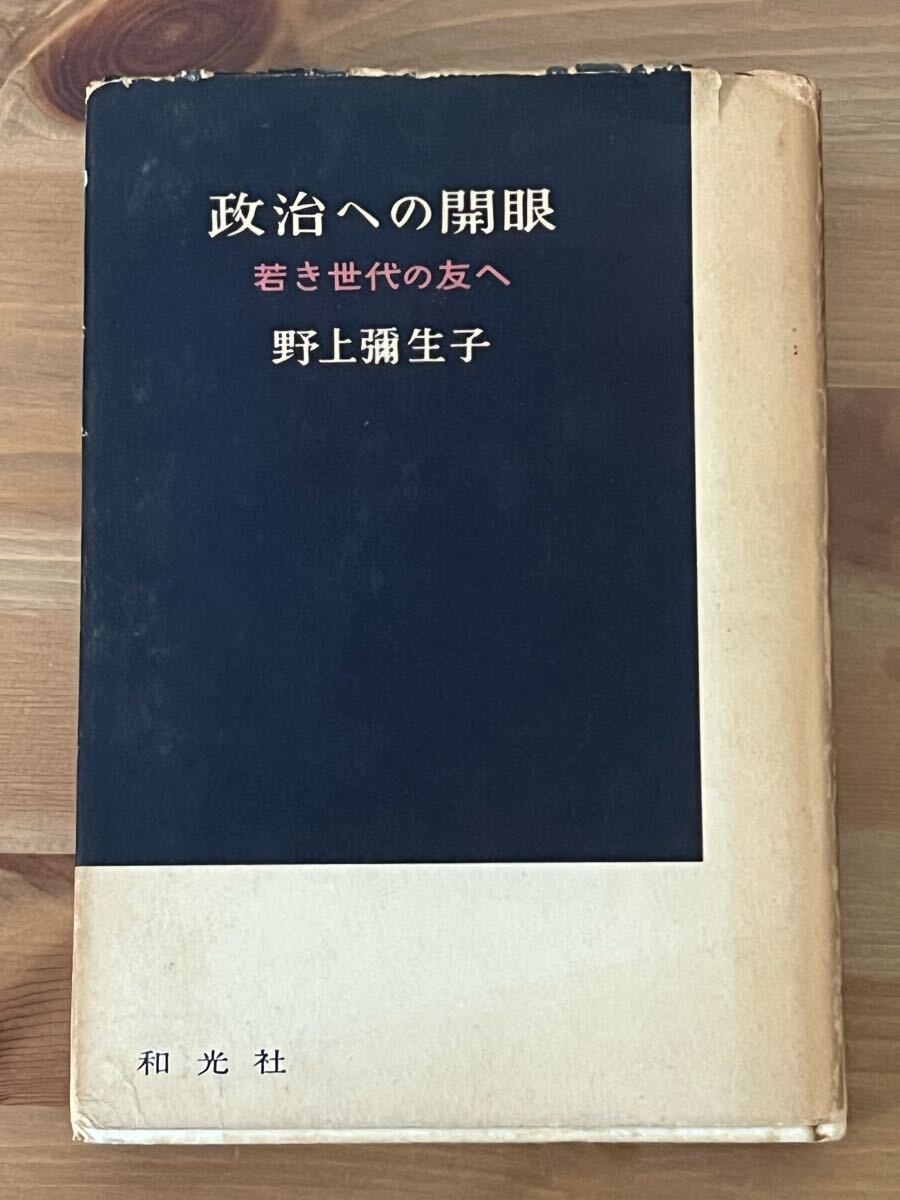 政治への開眼
若き世代の友へ
野上彌生子
和光社